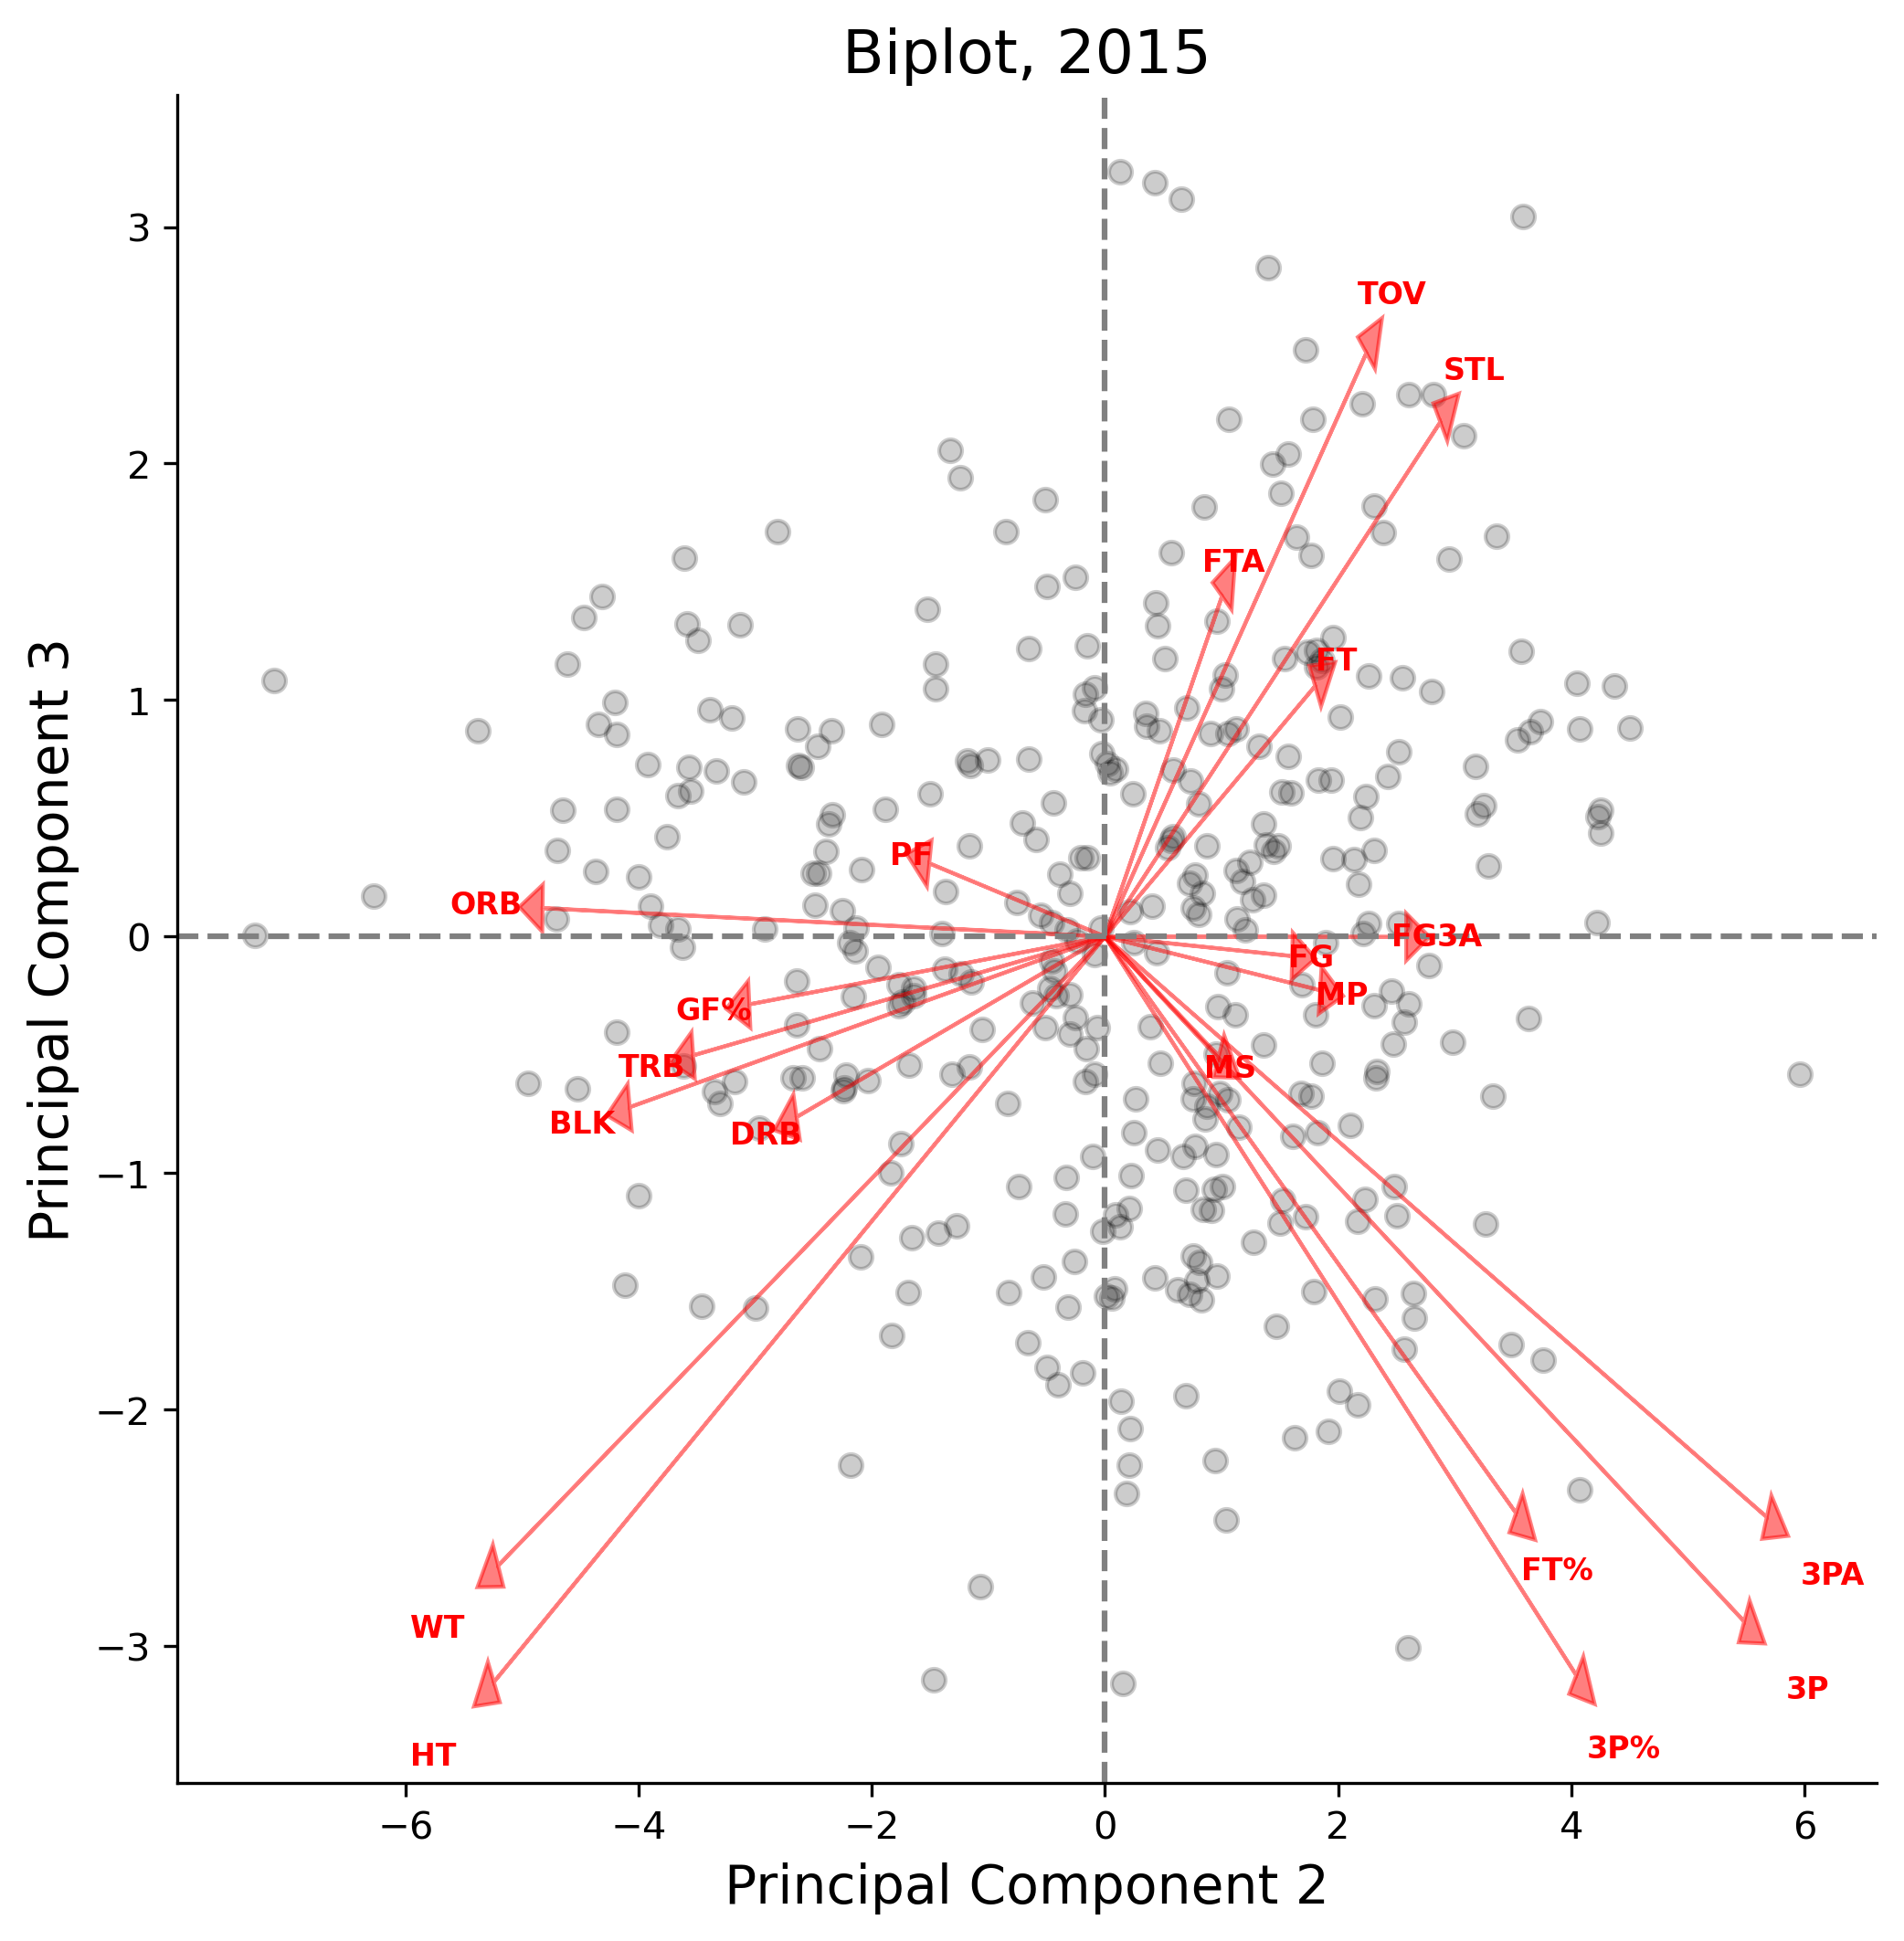 Biplot, 2015
Principal Component 3
3
2
1
0
−1
−2
−3
TOV
STL
FTA
FT
PF
ORB
FG3A
FG
MP
GF%
TRB
MS
BLK
DRB
FT%
3PA
WT
3P
3P%
HT
−6
−4
−2
0
2
4
6
Principal Component 2